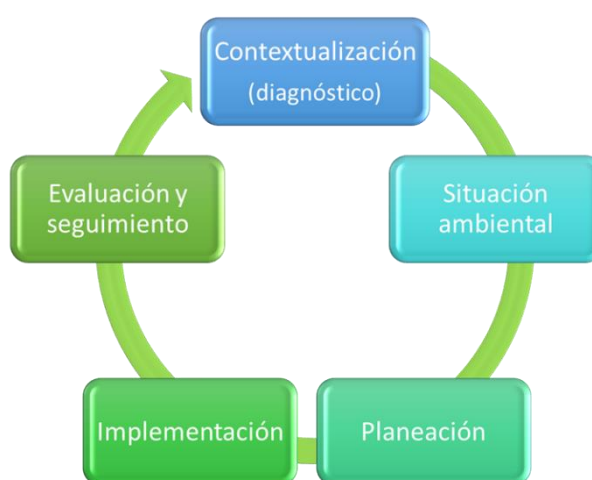 Contextualización
(diagnóstico)
Situación
ambiental
Planeación
Implementación
Evaluación y
seguimiento